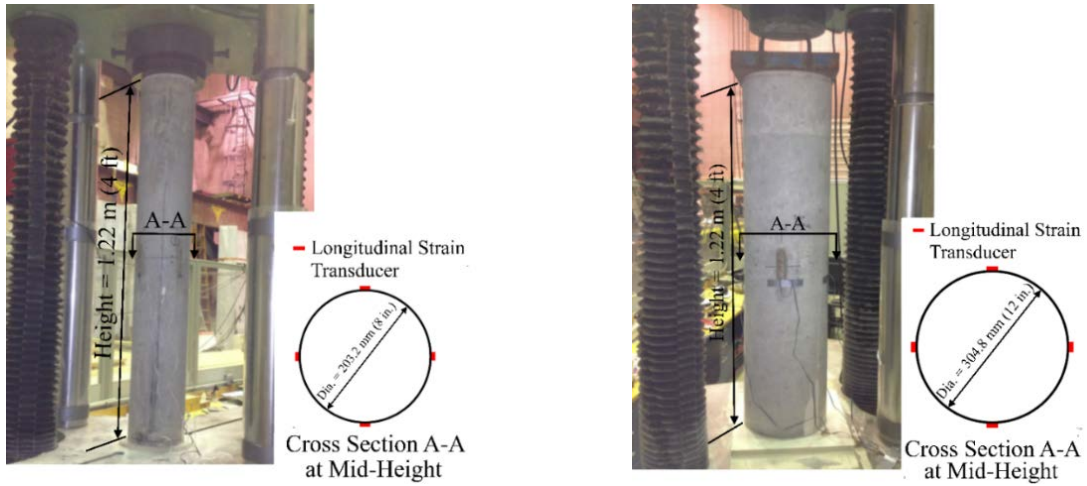 Height = 1.22 m (4 ft)
A-A
Longitudinal Strain
Transducer
Dia. = 203.2 mm (8 in.)
Cross Section A-A
at Mid-Height
Height = 1.22 m (4 ft)
A-A
Longitudinal Strain
Transducer
Dia. = 304.8 mm (12 in.)
Cross Section A-A
at Mid-Height